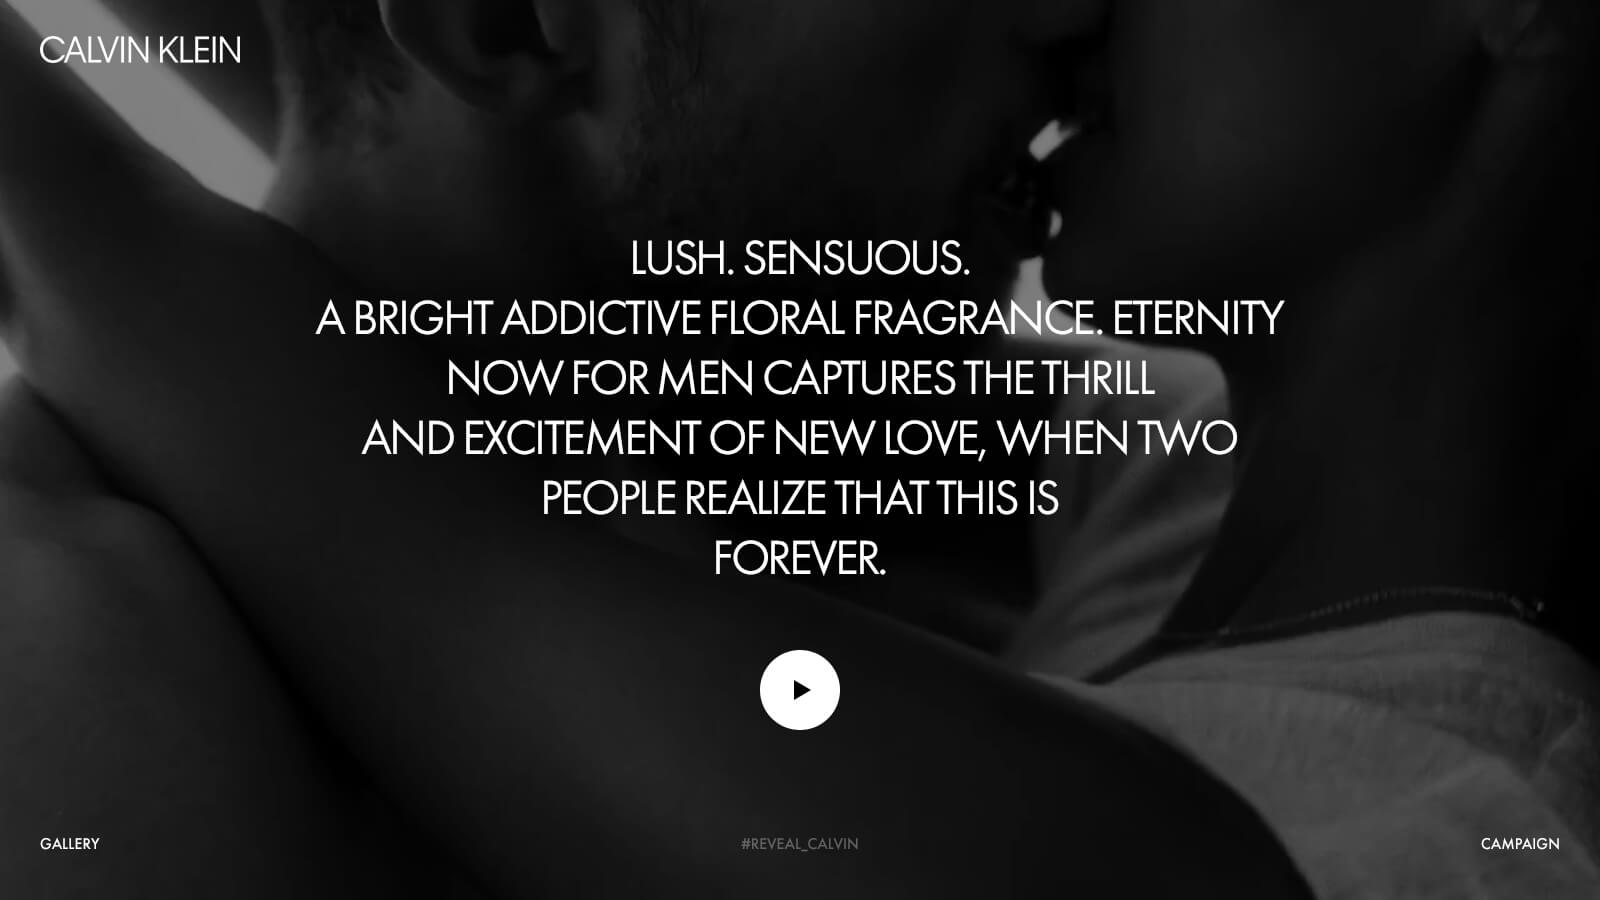 CALVIN KLEIN
LUSH. SENSUOUS.
A BRIGHT ADDICTIVE FLORAL FRAGRANCE. ETERNITY
NOW FOR MEN CAPTURES THE THRILL
AND EXCITEMENT OF NEW LOVE, WHEN TWO
PEOPLE REALIZE THAT THIS IS
FOREVER.
GALLERY
#REVEAL_CALVIN
CAMPAIGN